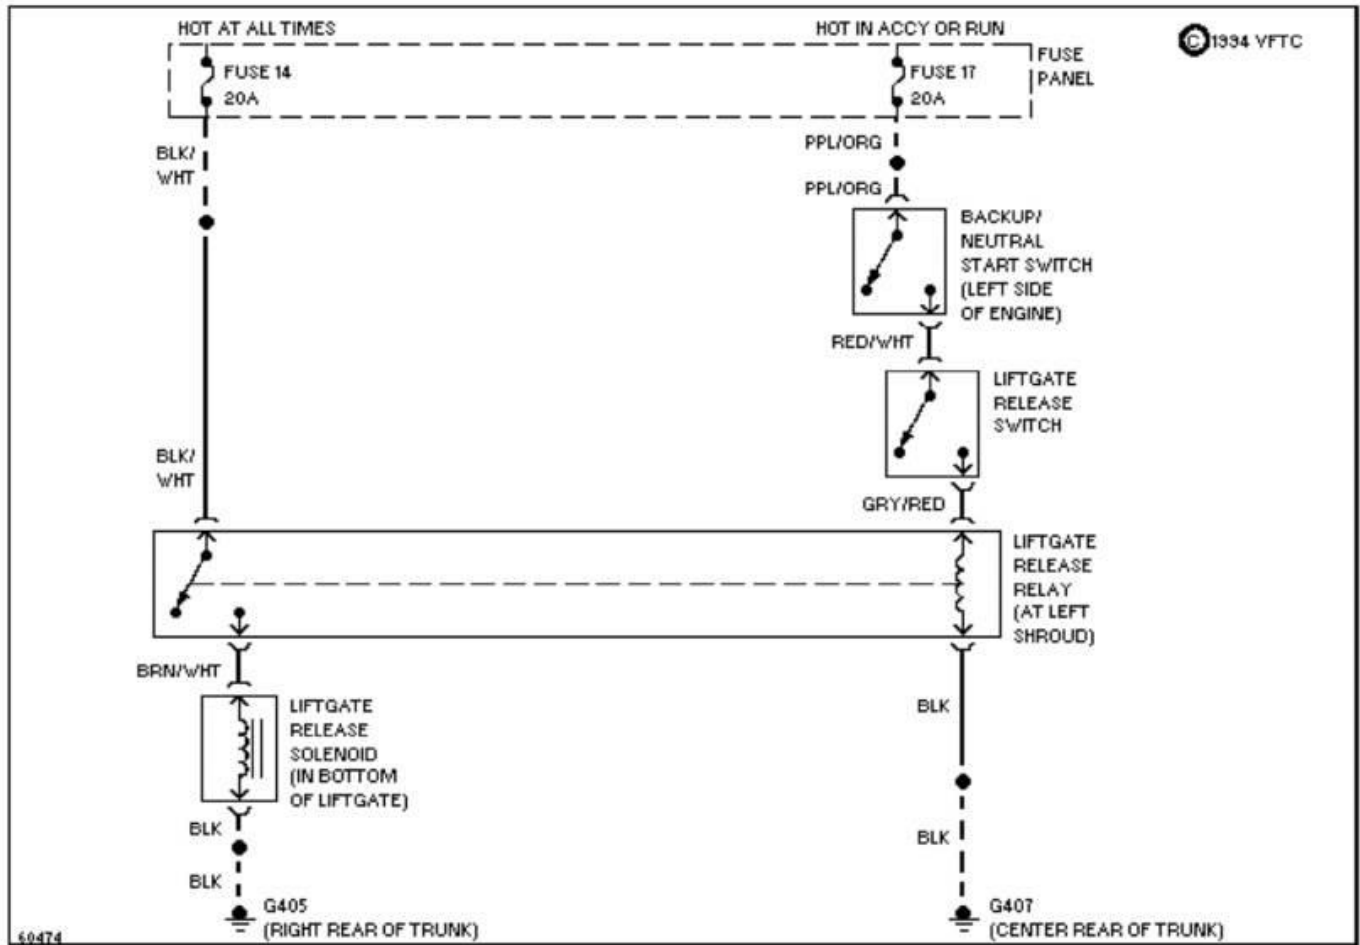 HOT AT ALL TIMES
HOT IN ACCY OR RUN
© 1994 VFTC
FUSE 14
20A
FUSE 17
20A
FUSE
PANEL
BLK/
WHT
PPL/ORG
PPL/ORG
BACKUP/
NEUTRAL
START SWITCH
(LEFT SIDE
OF ENGINE)
RED/WHT
LIFTGATE
RELEASE
SWITCH
BLK/
WHT
GRY/RED
LIFTGATE
RELEASE
RELAY
(AT LEFT
SHROUD)
BRN/WHT
LIFTGATE
RELEASE
SOLENOID
(IN BOTTOM
OF LIFTGATE)
BLK
BLK
BLK
BLK
G405
(RIGHT REAR OF TRUNK)
G407
(CENTER REAR OF TRUNK)
60474